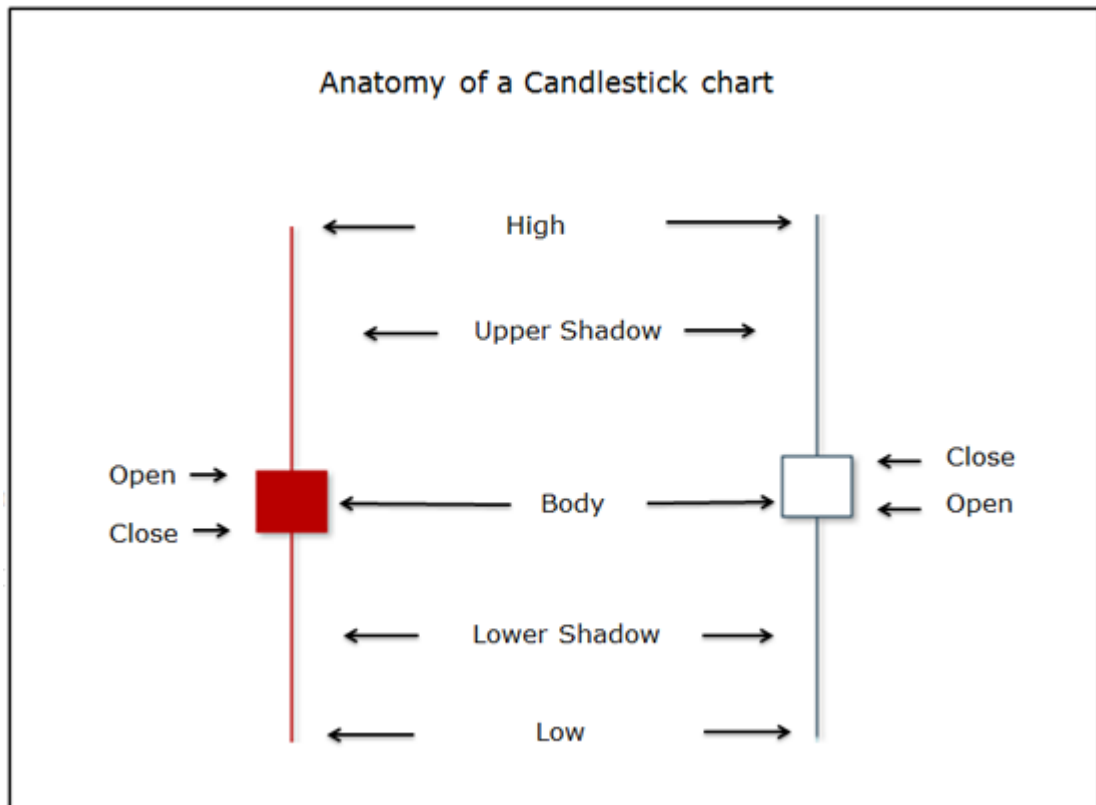 Anatomy of a Candlestick chart
High
Upper Shadow
Open
Close
Body
Close
Open
Lower Shadow
Low